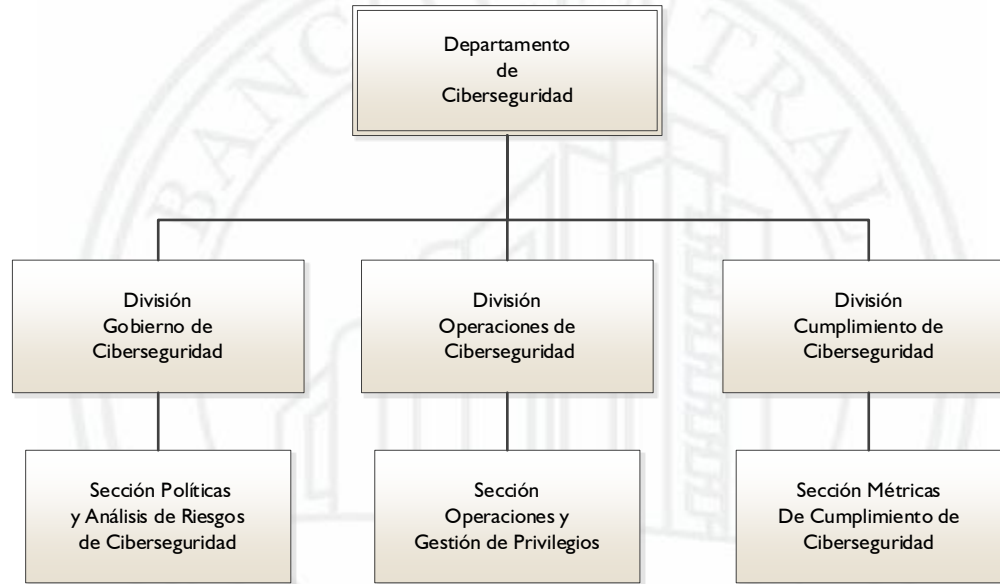 Departamento
de
Ciberseguridad
División
Gobierno de
Ciberseguridad
División
Operaciones de
Ciberseguridad
División
Cumplimiento de
Ciberseguridad
Sección Políticas
y Análisis de Riesgos
de Ciberseguridad
Sección
Operaciones y
Gestión de Privilegios
Sección Métricas
De Cumplimiento de
Ciberseguridad